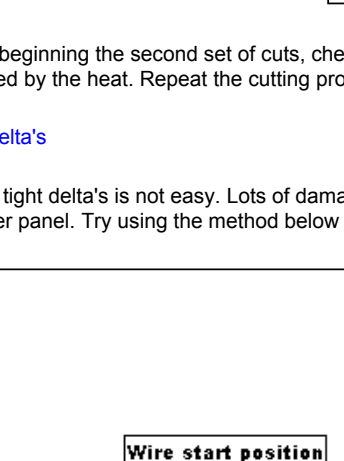 beginning the second set of cuts, che
ed by the heat. Repeat the cutting pro
elta's
tight delta's is not easy. Lots of dama
er panel. Try using the method below
Wire start position